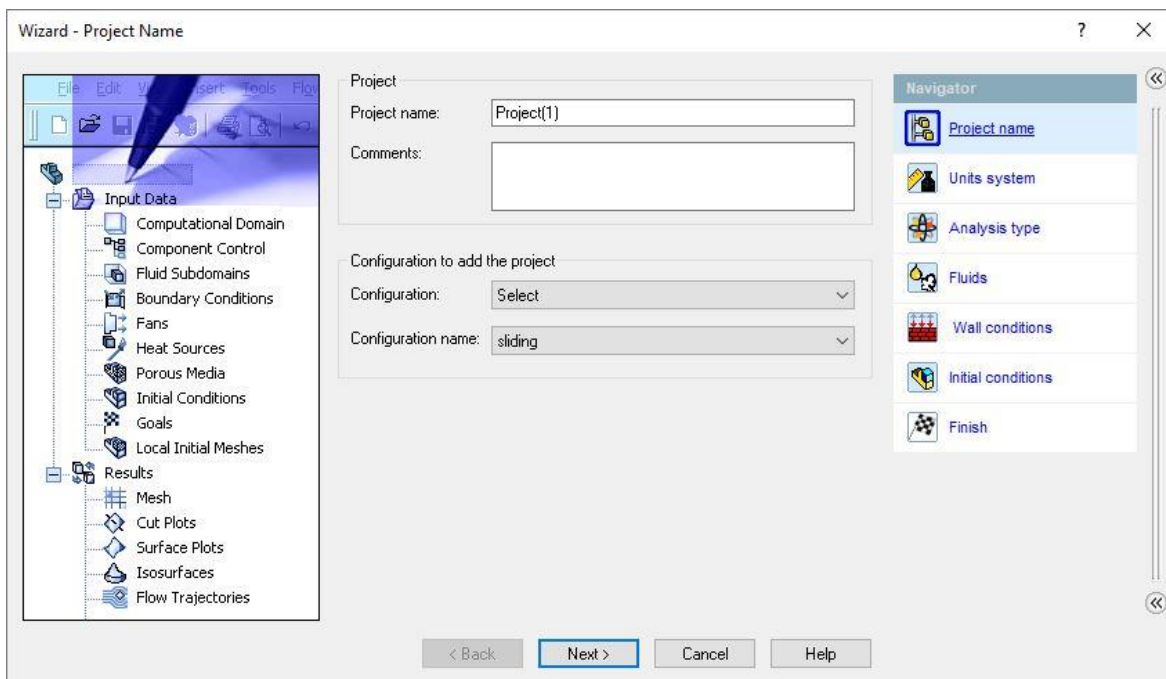 Wizard - Project Name
?
File Edit View Insert Tools Flow
Input Data
Computational Domain
Component Control
Fluid Subdomains
Boundary Conditions
Fans
Heat Sources
Porous Media
Initial Conditions
Goals
Local Initial Meshes
Results
Mesh
Cut Plots
Surface Plots
Isosurfaces
Flow Trajectories
Project
Project name: Project(1)
Comments:
Configuration to add the project
Configuration: Select
Configuration name: sliding
Navigator
Project name
Units system
Analysis type
Fluids
Wall conditions
Initial conditions
Finish
< Back Next > Cancel Help